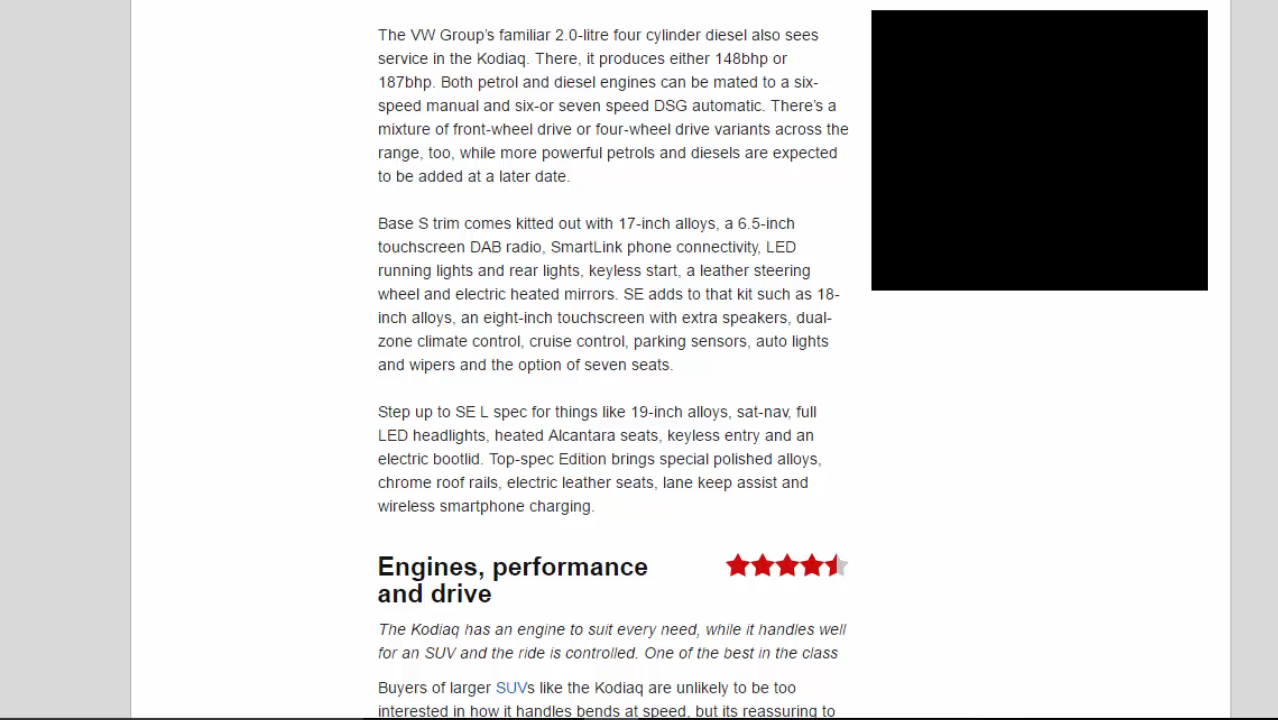 The VW Group's familiar 2.0-litre four cylinder diesel also sees
service in the Kodiaq. There, it produces either 148bhp or
187bhp. Both petrol and diesel engines can be mated to a six-
speed manual and six-or seven speed DSG automatic. There's a
mixture of front-wheel drive or four-wheel drive variants across the
range, too, while more powerful petrols and diesels are expected
to be added at a later date.
Base S trim comes kitted out with 17-inch alloys, a 6.5-inch
touchscreen DAB radio, SmartLink phone connectivity, LED
running lights and rear lights, keyless start, a leather steering
wheel and electric heated mirrors. SE adds to that kit such as 18-
inch alloys, an eight-inch touchscreen with extra speakers, dual-
zone climate control, cruise control, parking sensors, auto lights
and wipers and the option of seven seats.
Step up to SE L spec for things like 19-inch alloys, sat-nav, full
LED headlights, heated Alcantara seats, keyless entry and an
electric bootlid. Top-spec Edition brings special polished alloys,
chrome roof rails, electric leather seats, lane keep assist and
wireless smartphone charging.
Engines, performance
and drive
The Kodiaq has an engine to suit every need, while it handles well
for an SUV and the ride is controlled. One of the best in the class
Buyers of larger SUVs like the Kodiaq are unlikely to be too
interested in how it handles bends at speed, but its reassuring to